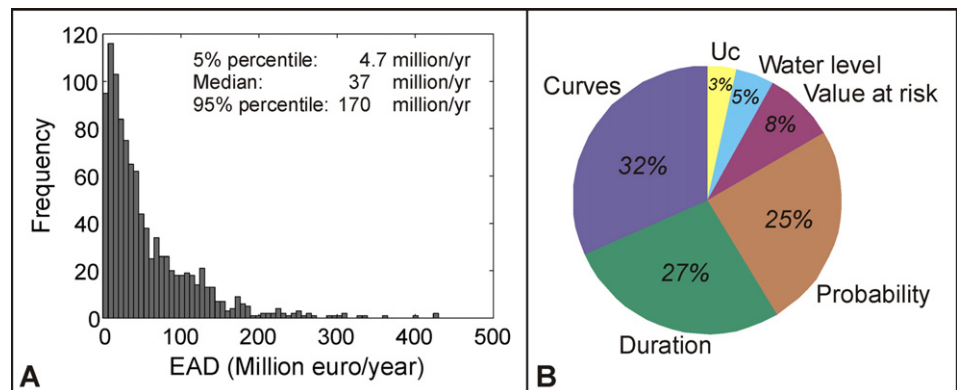 120
100
80
60
40
20
0
Frequency
5% percentile: 4.7 million/yr
Median: 37 million/yr
95% percentile: 170 million/yr
0 100 200 300 400 500
EAD (Million euro/year)
A
Uc
Water level
Value at risk
Curves
3%
5%
8%
32%
25%
27%
Probability
Duration
B